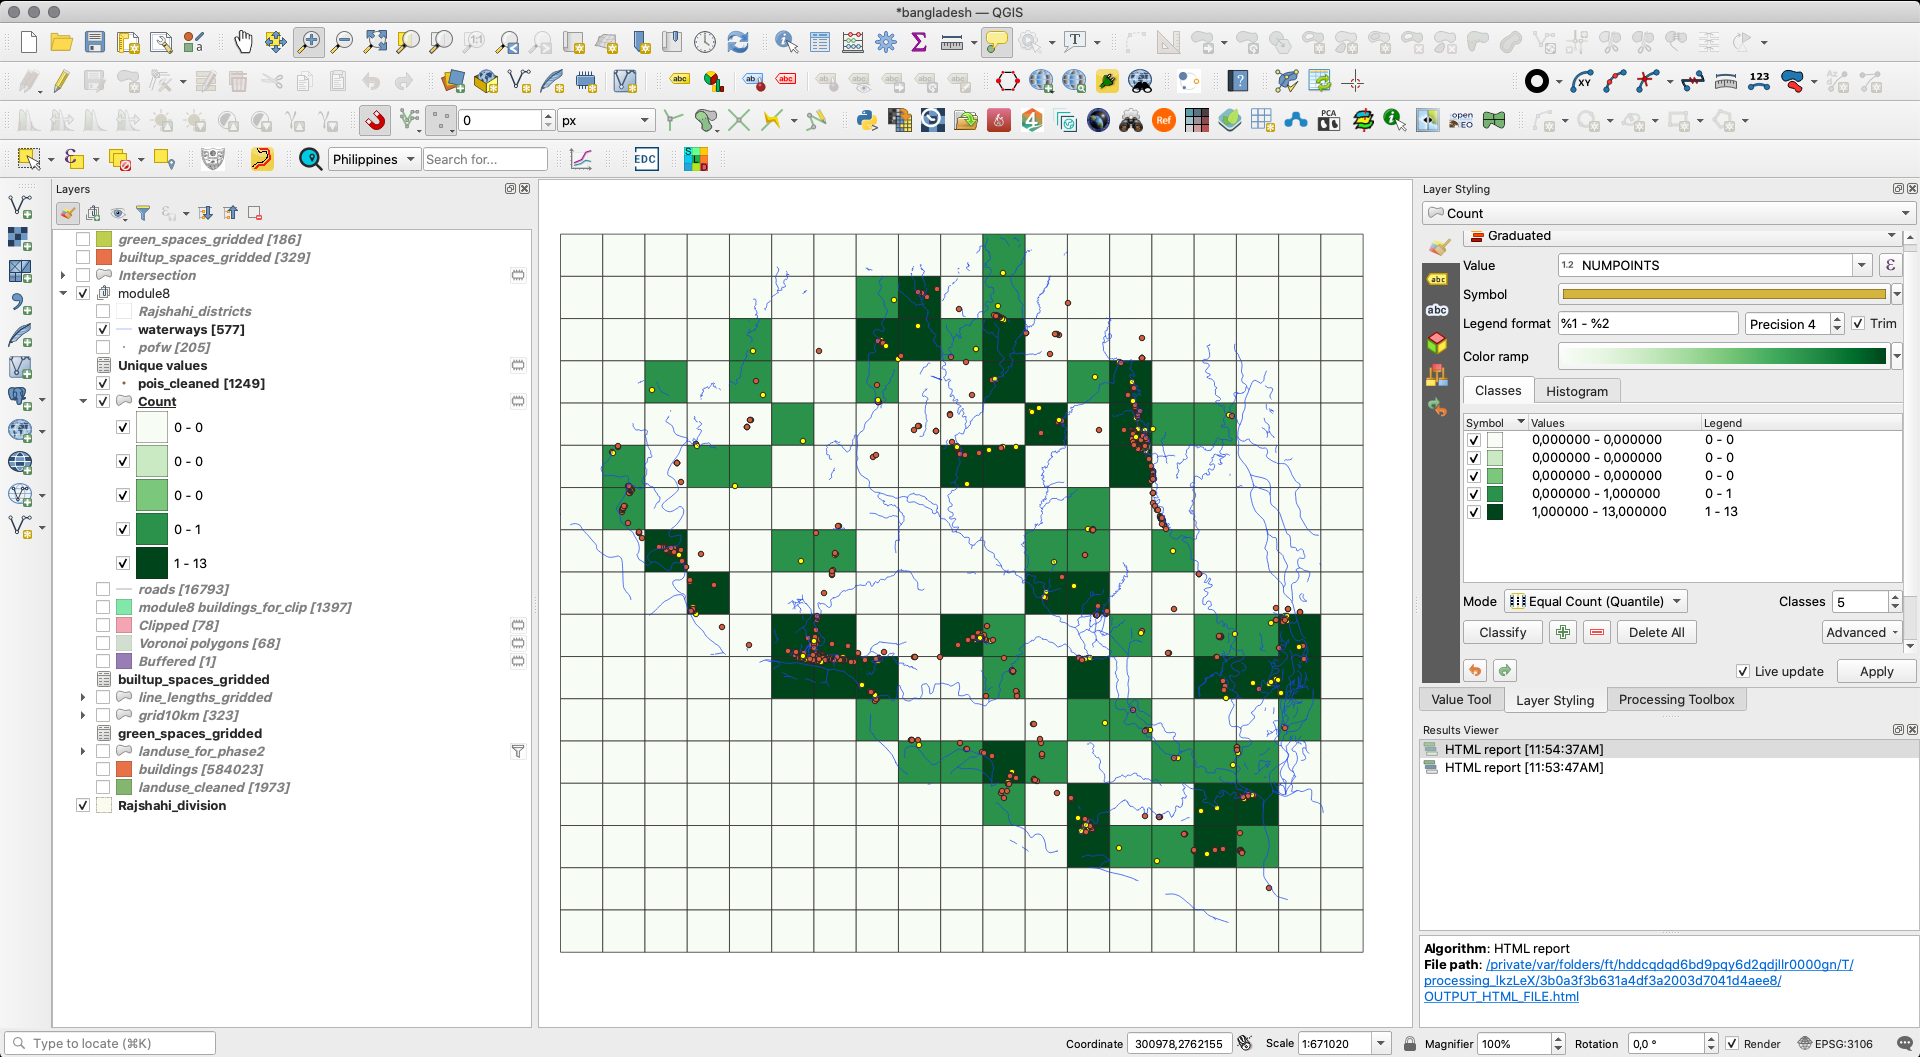 *bangladesh — QGIS
0
px
Philippines
Search for...
EDC
Layers
green_spaces_gridded [186]
builtup_spaces_gridded [329]
Intersection
module8
Rajshahi_districts
waterways [577]
pofw [205]
Unique values
pois_cleaned [1249]
Count
0 - 0
0 - 0
0 - 0
0 - 1
1 - 13
roads [16793]
module8 buildings_for_clip [1397]
Clipped [78]
Voronoi polygons [68]
Buffered [1]
builtup_spaces_gridded
line_lengths_gridded
grid10km [323]
green_spaces_gridded
landuse_for_phase2
buildings [584023]
landuse_cleaned [1973]
Rajshahi_division
Layer Styling
Count
Graduated
Value
1.2 NUMPOINTS
Symbol
Legend format
%1 - %2
Precision 4
Trim
Color ramp
Classes
Histogram
Symbol Values Legend
0,000000 - 0,000000 0 - 0
0,000000 - 0,000000 0 - 0
0,000000 - 0,000000 0 - 0
0,000000 - 1,000000 0 - 1
1,000000 - 13,000000 1 - 13
Mode Equal Count (Quantile) Classes 5
Classify Delete All Advanced
Live update Apply
Value Tool Layer Styling Processing Toolbox
Results Viewer
HTML report [11:54:37AM]
HTML report [11:53:47AM]
Algorithm: HTML report
File path: /private/var/folders/ft/hddcqdqd6bd9pqy6d2qdjllr0000gn/T/
processing_lkzLeX/3b0a3f3b631a4df3a2003d7041d4aee8/
OUTPUT_HTML_FILE.html
Type to locate (⌘K)
Coordinate 300978,2762155 Scale 1:671020 Magnifier 100% Rotation 0,0 ° Render EPSG:3106